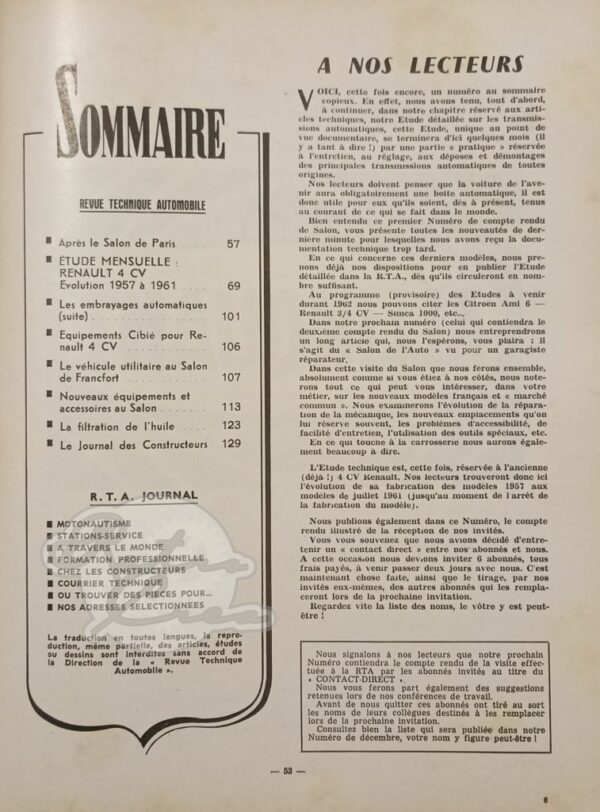 SOMMAIRE
REVUE TECHNIQUE AUTOMOBILE
Après le Salon de Paris ..... 57
ÉTUDE MENSUELLE :
RENAULT 4 CV
Evolution 1957 à 1961 ..... 69
Les embrayages automatiques
(suite) ..... 101
Equipements Cibié pour Re-
nault 4 CV ..... 106
Le véhicule utilitaire au Salon
de Francfort ..... 107
Nouveaux équipements et
accessoires au Salon ..... 113
La filtration de l'huile .... 123
Le Journal des Constructeurs 129
R. T. A. JOURNAL
MOTONAUTISME
STATIONS-SERVICE
A TRAVERS LE MONDE
FORMATION PROFESSIONNELLE
CHEZ LES CONSTRUCTEURS
COURRIER TECHNIQUE
OU TROUVER DES PIECES POUR...
NOS ADRESSES SELECTIONNEES
La traduction en toutes langues, la repro-
duction, même partielle, des articles, études
ou dessins sont interdites sans accord de
la Direction de la « Revue Technique
Automobile ».
A NOS LECTEURS
VOICI, cette fois encore, un numéro au sommaire
copieux. En effet, nous avons tenu, tout d'abord,
à continuer, dans notre chapitre réservé aux arti-
cles techniques, notre Etude détaillée sur les transmis-
sions automatiques, cette Etude, unique au point de
vue documentaire, se terminera d'ici quelques mois (il
y a tant à dire !) par une partie « pratique » réservée
à l'entretien, au réglage, aux déposes et démontages
des principales transmissions automatiques de toutes
origines.
Nos lecteurs doivent penser que la voiture de l'ave-
nir aura obligatoirement une boite automatique, il est
donc utile pour eux qu'ils soient, dès à présent, tenus
au courant de ce qui se fait dans le monde.
Bien entendu ce premier Numéro de compte rendu
de Salon, vous présente toutes les nouveautés de der-
nière minute pour lesquelles nous avons reçu la docu-
mentation technique trop tard.
En ce qui concerne ces derniers modèles, nous pre-
nons déjà nos dispositions pour en publier l'Etude
détaillée dans la R.T.A., dès qu'ils circuleront en nom-
bre suffisant.
Au programme (provisoire) des Etudes à venir
durant 1962 nous pouvons citer les Citroën Ami 6 —
Renault 3/4 CV — Simca 1000, etc...
Dans notre prochain numéro (celui qui contiendra le
deuxième compte rendu du Salon) nous entreprendrons
un long article qui, nous l'espérons, vous plaira : il
s'agit du « Salon de l'Auto » vu pour un garagiste
réparateur.
Dans cette visite du Salon que nous ferons ensemble,
absolument comme si vous étiez à nos côtés, nous note-
rons tout ce qui peut vous intéresser, dans votre
métier, sur les nouveaux modèles français et « marché
commun ». Nous examinerons l'évolution de la répara-
tion de la mécanique, les nouveaux emplacements qu'on
lui réserve souvent, les problèmes d'accessibilité, de
facilité d'entretien, l'utilisation des outils spéciaux, etc.
En ce qui touche à la carrosserie nous aurons égale-
ment beaucoup à dire.
L'Etude technique est, cette fois, réservée à l'ancienne
(déjà !) 4 CV Renault. Nos lecteurs trouveront donc ici
l'évolution de sa fabrication des modèles 1957 aux
modèles de juillet 1961 (jusqu'au moment de l'arrêt de
la fabrication du modèle).
Nous publions également dans ce Numéro, le compte
rendu illustré de la réception de nos invités.
Vous vous souvenez que nous avions décidé d'entre-
tenir un « contact direct » entre nos abonnés et nous.
A cette occasion nous devions inviter 6 abonnés, tous
frais payés, à venir passer deux jours avec nous. C'est
maintenant chose faite, ainsi que le tirage, par nos
invités eux-mêmes, des autres abonnés qui les rempla-
ceront lors de la prochaine invitation.
Regardez vite la liste des noms, le vôtre y est peut-
être !
Nous signalons à nos lecteurs que notre prochain
Numéro contiendra le compte rendu de la visite effec-
tuée à la RTA par les abonnés invités au titre du
« CONTACT-DIRECT ».
Nous vous ferons part également des suggestions
retenues lors de nos conférences de travail.
Avant de nous quitter ces abonnés ont tiré au sort
les noms de leurs collègues destinés à les remplacer
lors de la prochaine invitation.
Consultez bien la liste qui sera publiée dans notre
Numéro de décembre, votre nom y figure peut-être !
— 53 —
6